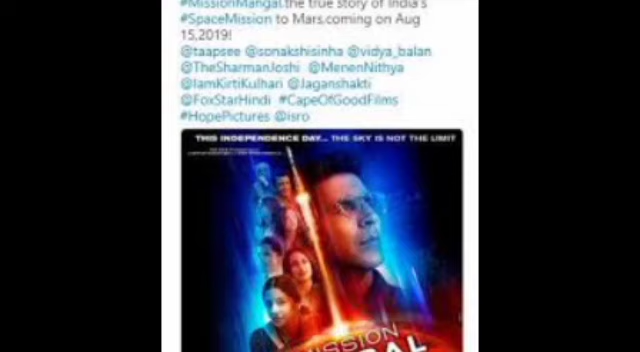 #MissionMangal,the true story of India's
#SpaceMission to Mars,coming on Aug
15,2019!
@taapsee @sonakshisinha @vidya_balan
@TheSharmanJoshi @MenenNithya
@IamKirtiKulhari @Jaganshakti
@FoxStarHindi #CapeOfGoodFilms
#HopePictures @isro
THIS INDEPENDENCE DAY... THE SKY IS NOT THE LIMIT
MISSION